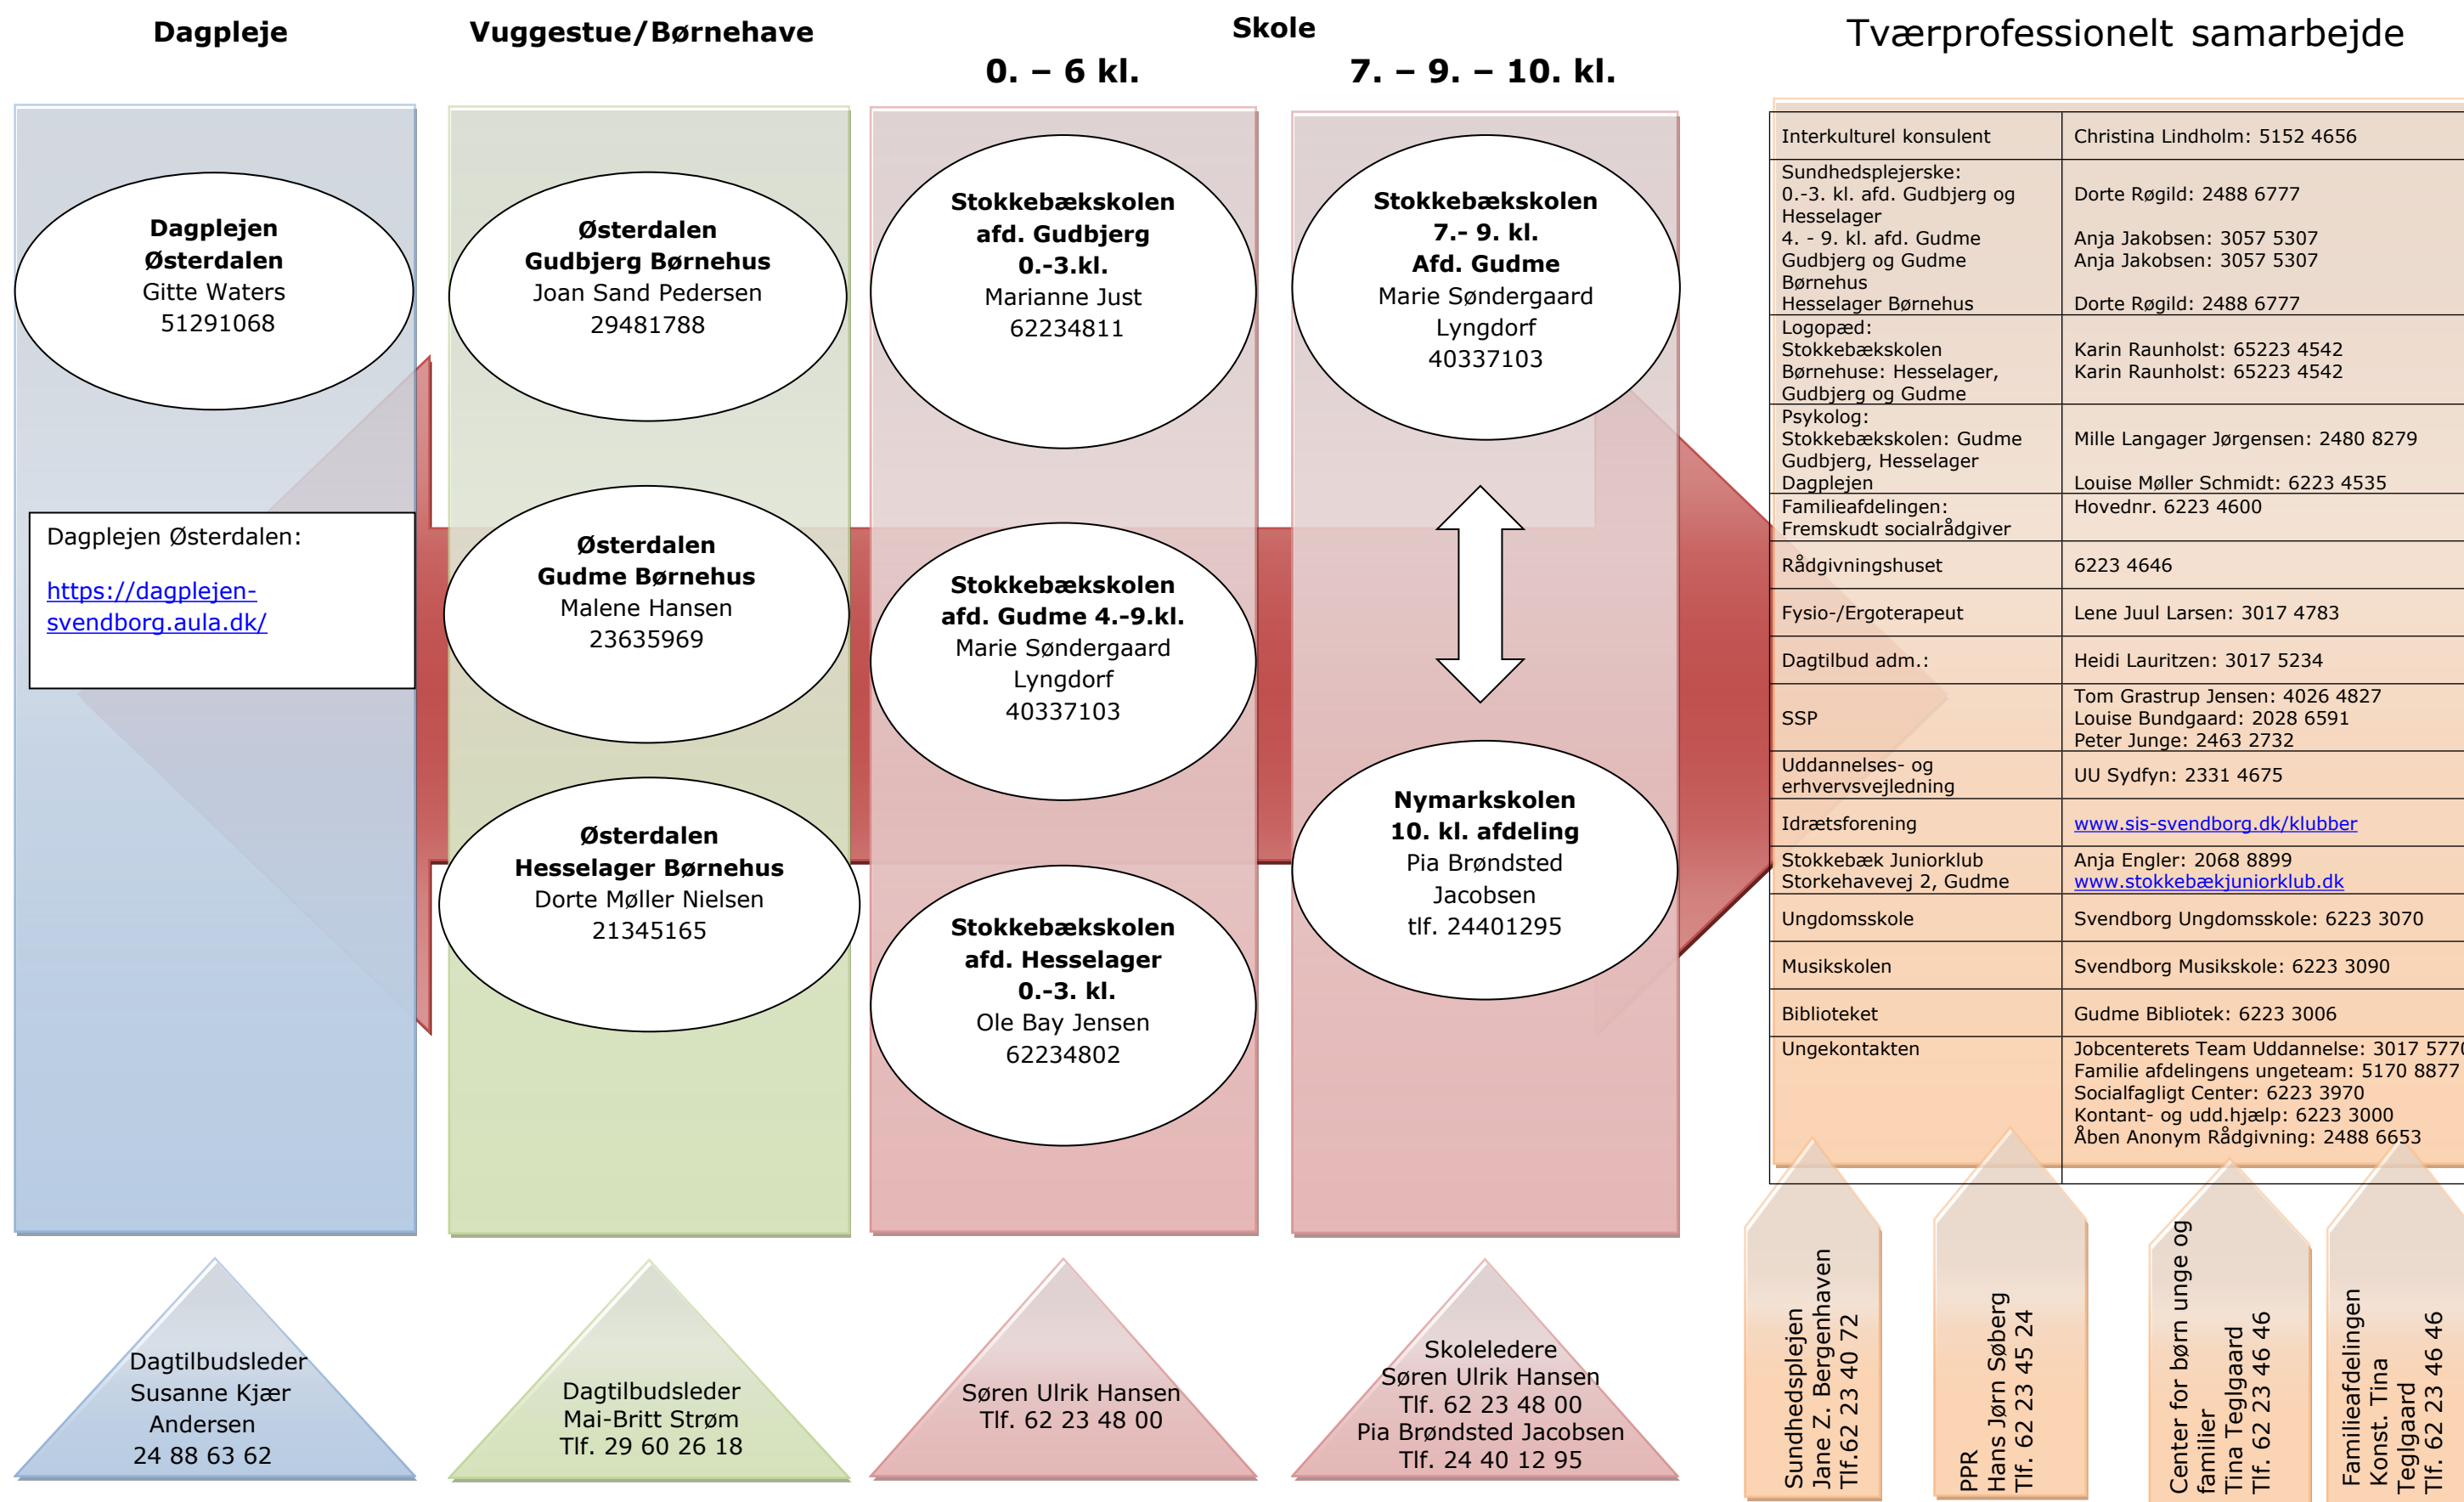 Dagpleje
Vuggestue/Børnehave
Skole
0. – 6 kl.
7. – 9. – 10. kl.
Tværprofessionelt samarbejde
Dagplejen
Østerdalen
Gitte Waters
51291068
Dagplejen Østerdalen:
https://dagplejen-
svendborg.aula.dk/
Østerdalen
Gudbjerg Børnehus
Joan Sand Pedersen
29481788
Østerdalen
Gudme Børnehus
Malene Hansen
23635969
Østerdalen
Hesselager Børnehus
Dorte Møller Nielsen
21345165
Stokkebækskolen
afd. Gudbjerg
0.-3.kl.
Marianne Just
62234811
Stokkebækskolen
afd. Gudme 4.-9.kl.
Marie Søndergaard
Lyngdorf
40337103
Stokkebækskolen
afd. Hesselager
0.-3. kl.
Ole Bay Jensen
62234802
Stokkebækskolen
7.- 9. kl.
Afd. Gudme
Marie Søndergaard
Lyngdorf
40337103
Nymarkskolen
10. kl. afdeling
Pia Brøndsted
Jacobsen
tlf. 24401295
Interkulturel konsulent Christina Lindholm: 5152 4656
Sundhedsplejerske:
0.-3. kl. afd. Gudbjerg og Dorte Røgild: 2488 6777
Hesselager
4. - 9. kl. afd. Gudme Anja Jakobsen: 3057 5307
Gudbjerg og Gudme Anja Jakobsen: 3057 5307
Børnehus
Hesselager Børnehus Dorte Røgild: 2488 6777
Logopæd:
Stokkebækskolen Karin Raunholst: 65223 4542
Børnehuse: Hesselager, Karin Raunholst: 65223 4542
Gudbjerg og Gudme
Psykolog:
Stokkebækskolen: Gudme Mille Langager Jørgensen: 2480 8279
Gudbjerg, Hesselager
Dagplejen Louise Møller Schmidt: 6223 4535
Familieafdelingen: Hovednr. 6223 4600
Fremskudt socialrådgiver
Rådgivningshuset 6223 4646
Fysio-/Ergoterapeut Lene Juul Larsen: 3017 4783
Dagtilbud adm.: Heidi Lauritzen: 3017 5234
Tom Grastrup Jensen: 4026 4827
SSP Louise Bundgaard: 2028 6591
Peter Junge: 2463 2732
Uddannelses- og
erhvervsvejledning UU Sydfyn: 2331 4675
Idrætsforening www.sis-svendborg.dk/klubber
Stokkebæk Juniorklub Anja Engler: 2068 8899
Storkehavevej 2, Gudme www.stokkebækjuniorklub.dk
Ungdomsskole Svendborg Ungdomsskole: 6223 3070
Musikskolen Svendborg Musikskole: 6223 3090
Biblioteket Gudme Bibliotek: 6223 3006
Ungekontakten Jobcenterets Team Uddannelse: 3017 5770
Familie afdelingens ungeteam: 5170 8877
Socialfagligt Center: 6223 3970
Kontant- og udd.hjælp: 6223 3000
Åben Anonym Rådgivning: 2488 6653
Dagtilbudsleder
Susanne Kjær
Andersen
24 88 63 62
Dagtilbudsleder
Mai-Britt Strøm
Tlf. 29 60 26 18
Søren Ulrik Hansen
Tlf. 62 23 48 00
Skoleledere
Søren Ulrik Hansen
Tlf. 62 23 48 00
Pia Brøndsted Jacobsen
Tlf. 24 40 12 95
Sundhedsplejen
Jane Z. Bergenhaven
Tlf.62 23 40 72
PPR
Hans Jørn Søberg
Tlf. 62 23 45 24
Center for børn unge og
familier
Tina Teglgaard
Tlf. 62 23 46 46
Familieafdelingen
Konst. Tina
Teglgaard
Tlf. 62 23 46 46